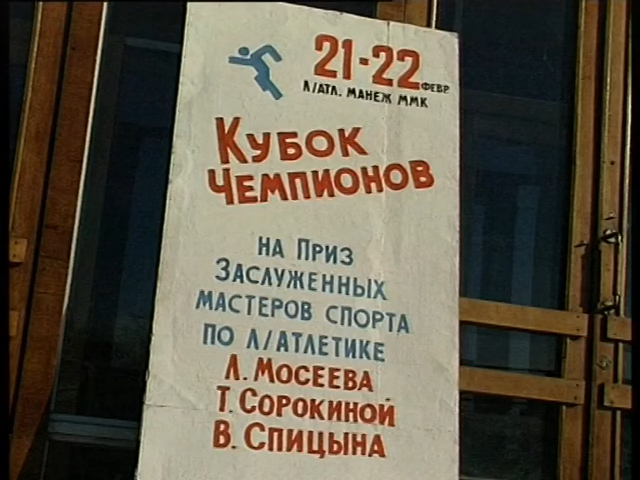 21-22 ФЕВР
Л/АТЛ. МАНЕЖ ММК
КУБОК
ЧЕМПИОНОВ
НА ПРИЗ
ЗАСЛУЖЕННЫХ
МАСТЕРОВ СПОРТА
ПО Л/АТЛЕТИКЕ
Л. МОСЕЕВА
Т. СОРОКИНОЙ
В. СПИЦЫНА